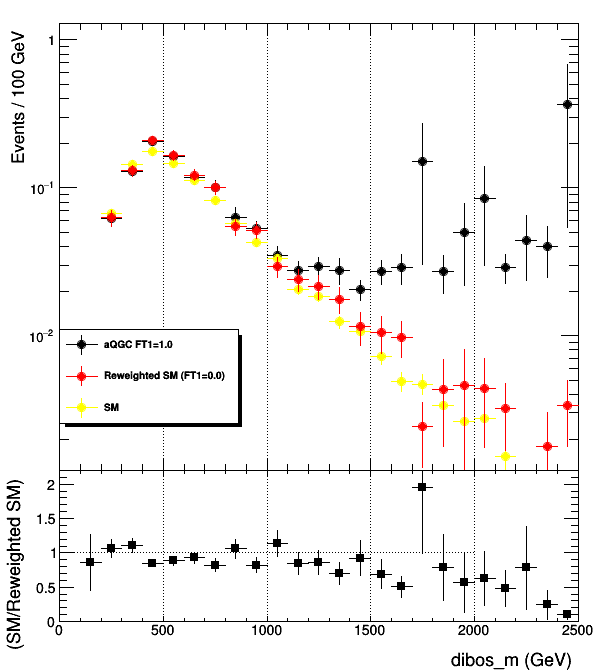 Events / 100 GeV
1
10⁻¹
10⁻²
aQGC FT1=1.0
Reweighted SM (FT1=0.0)
SM
(SM/Reweighted SM)
2
1.5
1
0.5
0
0 500 1000 1500 2000 2500
dibos_m (GeV)